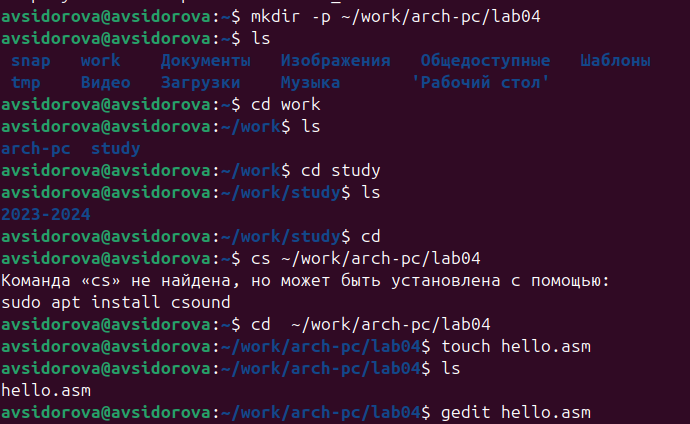 avsidorova@avsidorova:~$ mkdir -p ~/work/arch-pc/lab04
avsidorova@avsidorova:~$ ls
snap work Документы Изображения Общедоступные Шаблоны
tmp Видео Загрузки Музыка 'Рабочий стол'
avsidorova@avsidorova:~$ cd work
avsidorova@avsidorova:~/work$ ls
arch-pc study
avsidorova@avsidorova:~/work$ cd study
avsidorova@avsidorova:~/work/study$ ls
2023-2024
avsidorova@avsidorova:~/work/study$ cd
avsidorova@avsidorova:~$ cs ~/work/arch-pc/lab04
Команда «cs» не найдена, но может быть установлена с помощью:
sudo apt install csound
avsidorova@avsidorova:~$ cd  ~/work/arch-pc/lab04
avsidorova@avsidorova:~/work/arch-pc/lab04$ touch hello.asm
avsidorova@avsidorova:~/work/arch-pc/lab04$ ls
hello.asm
avsidorova@avsidorova:~/work/arch-pc/lab04$ gedit hello.asm